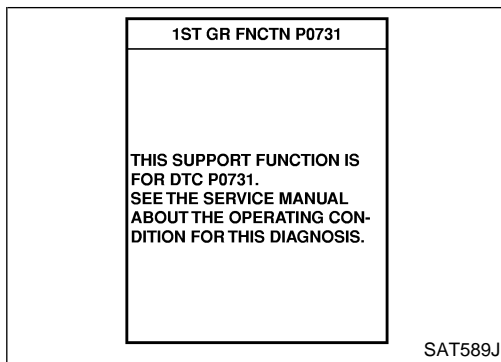 1ST GR FNCTN P0731
THIS SUPPORT FUNCTION IS
FOR DTC P0731.
SEE THE SERVICE MANUAL
ABOUT THE OPERATING CON-
DITION FOR THIS DIAGNOSIS.
SAT589J